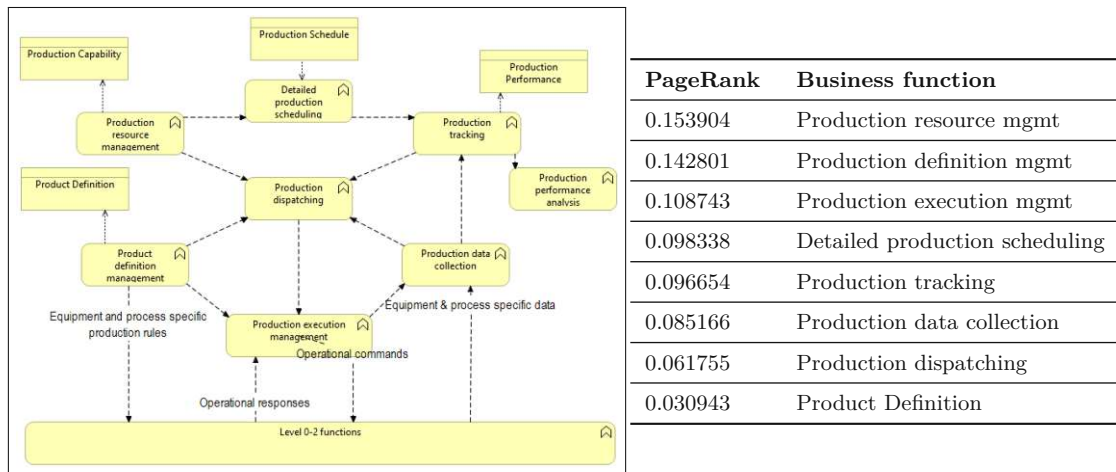 Production Schedule
Production Capability
Production
Performance
Detailed
production
scheduling
Production
resource
management
Production
tracking
Production
performance
analysis
Product Definition
Production
dispatching
Product
definition
management
Production data
collection
Equipment and process specific
production rules
Equipment & process specific data
Production execution
management
Operational commands
Operational responses
Level 0-2 functions
PageRank Business function
0.153904 Production resource mgmt
0.142801 Production definition mgmt
0.108743 Production execution mgmt
0.098338 Detailed production scheduling
0.096654 Production tracking
0.085166 Production data collection
0.061755 Production dispatching
0.030943 Product Definition